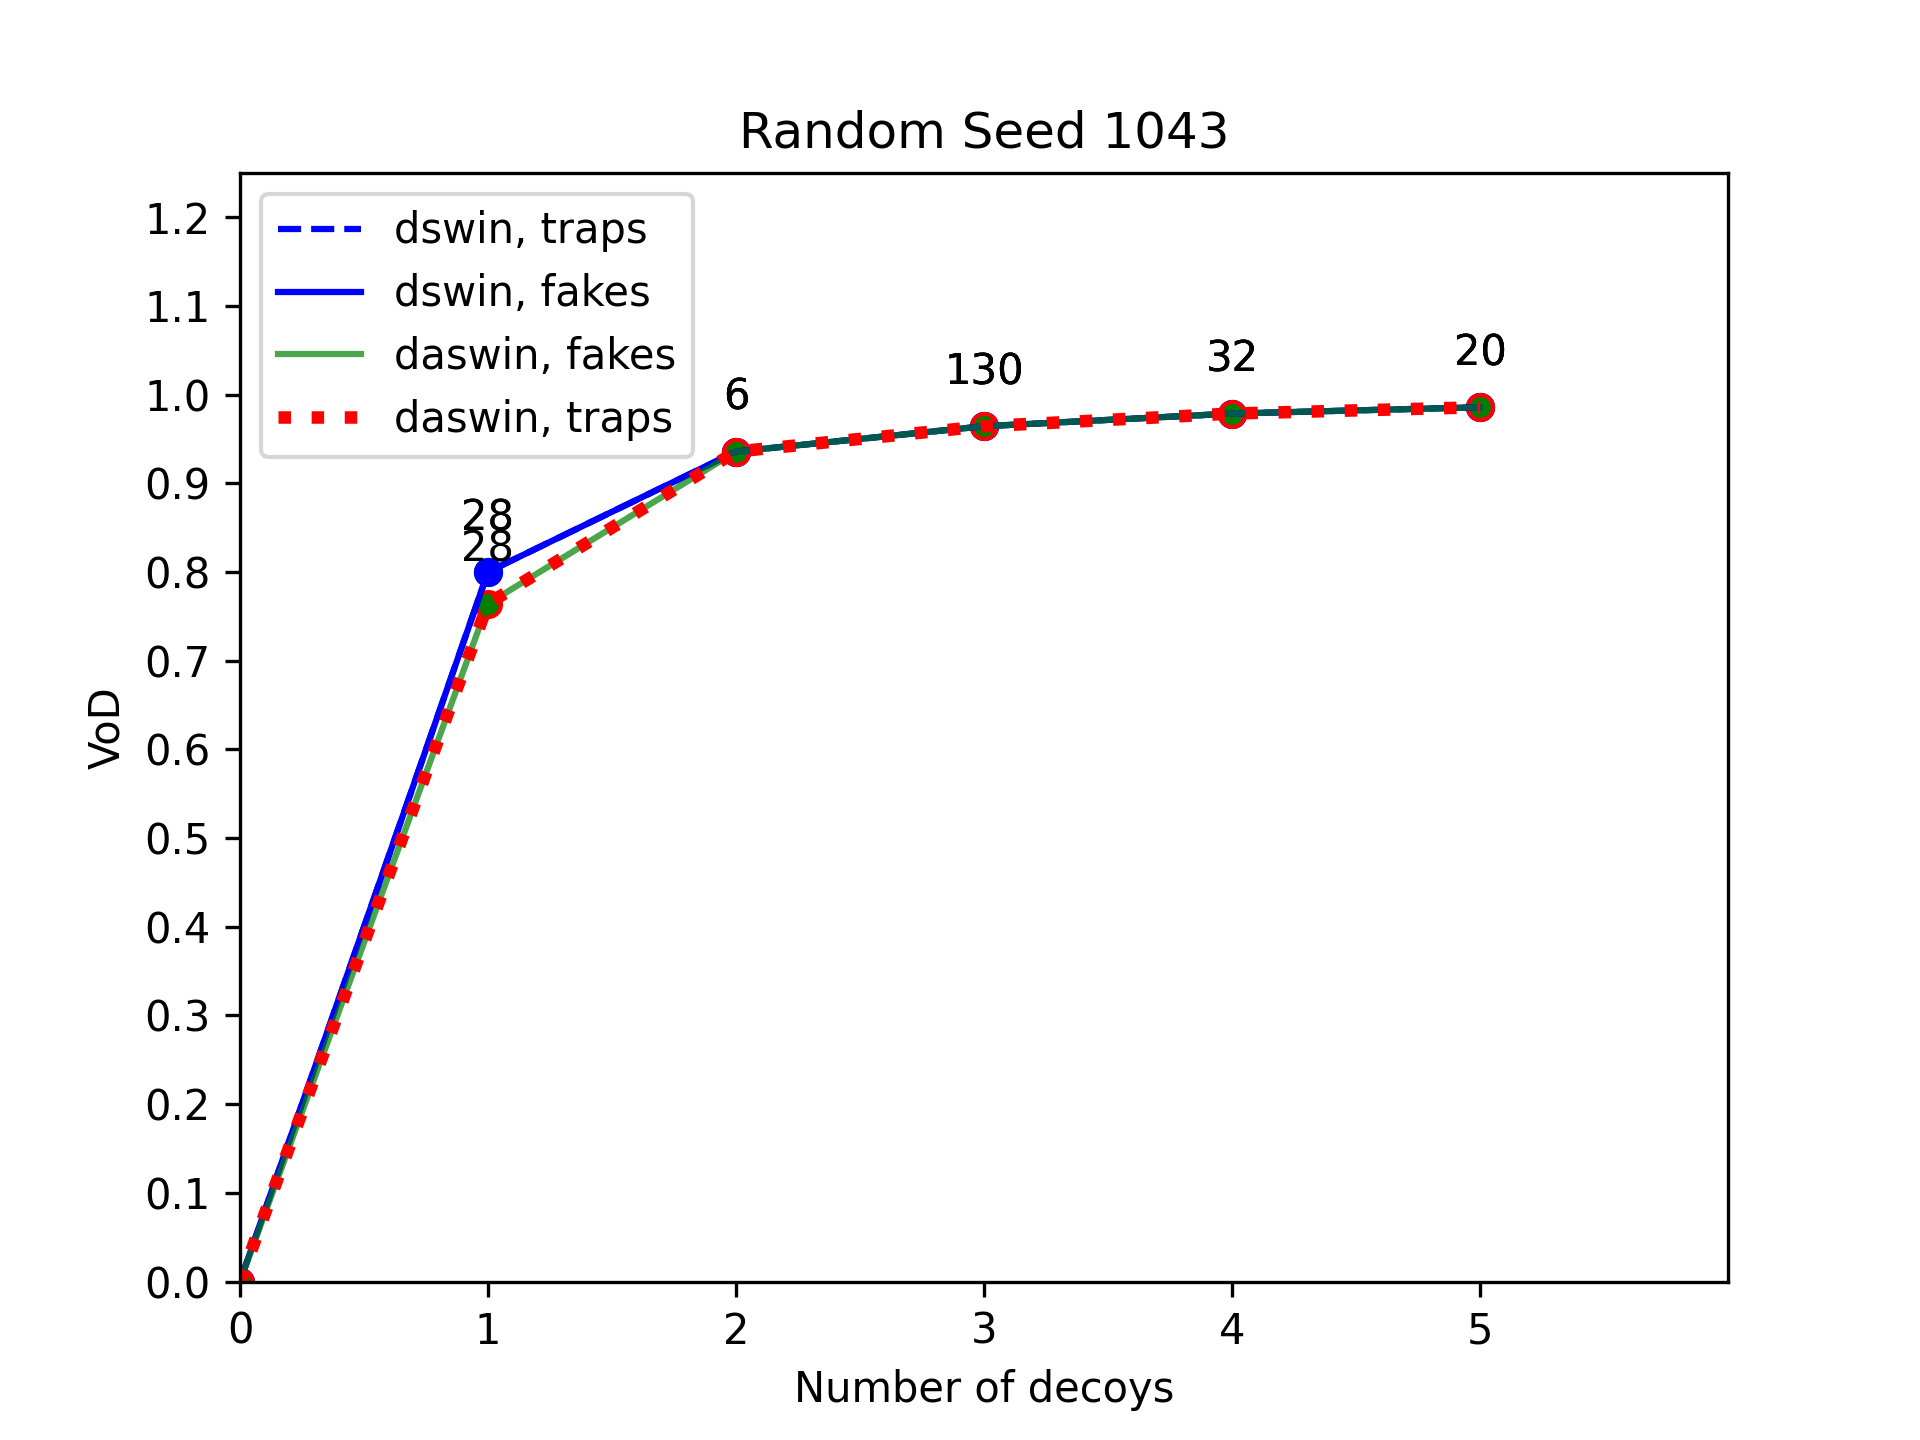 Random Seed 1043
dswin, traps
dswin, fakes
daswin, fakes
daswin, traps
1.2
1.1
1.0
0.9
0.8
0.7
0.6
0.5
0.4
0.3
0.2
0.1
0.0
VoD
28
28
6
130
32
20
0 1 2 3 4 5
Number of decoys